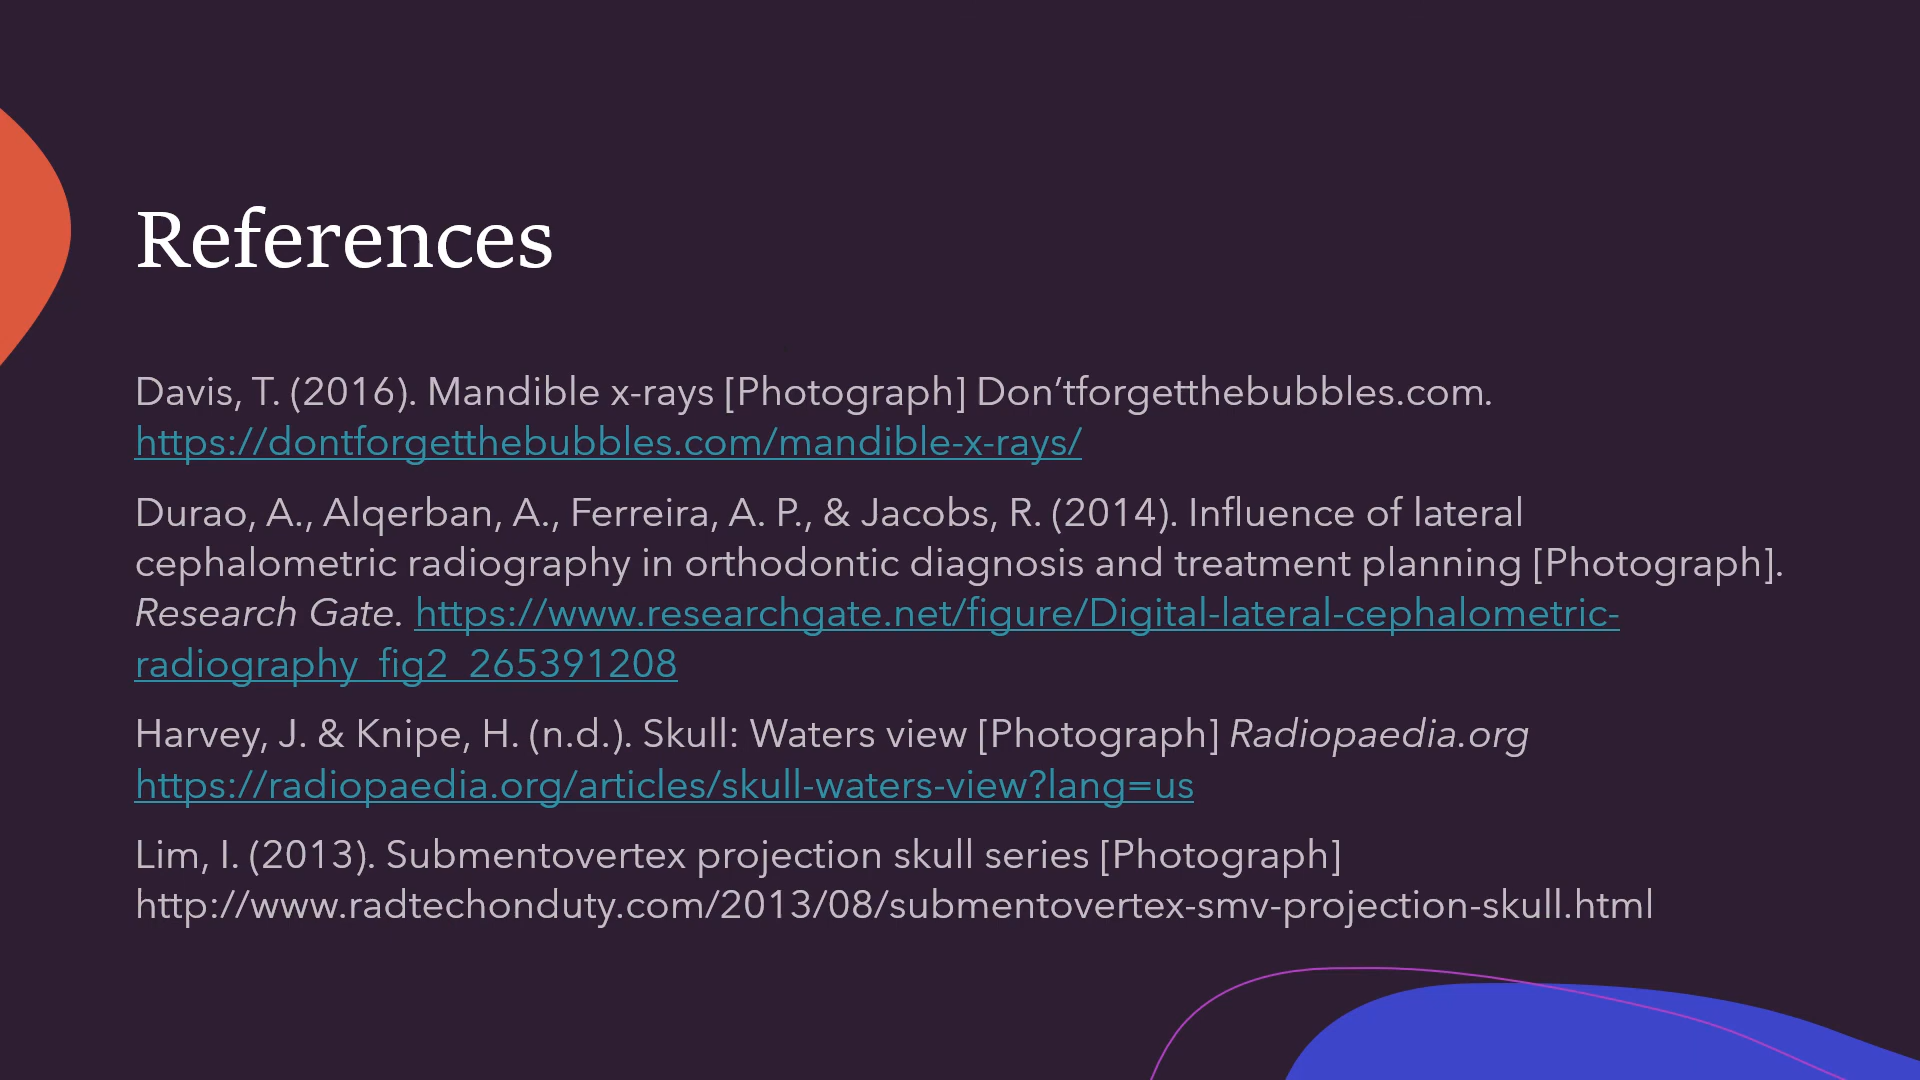 References
Davis, T. (2016). Mandible x-rays [Photograph] Don’tforgetthebubbles.com.
https://dontforgetthebubbles.com/mandible-x-rays/
Durao, A., Alqerban, A., Ferreira, A. P., & Jacobs, R. (2014). Influence of lateral
cephalometric radiography in orthodontic diagnosis and treatment planning [Photograph].
Research Gate. https://www.researchgate.net/figure/Digital-lateral-cephalometric-
radiography_fig2_265391208
Harvey, J. & Knipe, H. (n.d.). Skull: Waters view [Photograph] Radiopaedia.org
https://radiopaedia.org/articles/skull-waters-view?lang=us
Lim, I. (2013). Submentovertex projection skull series [Photograph]
http://www.radtechonduty.com/2013/08/submentovertex-smv-projection-skull.html